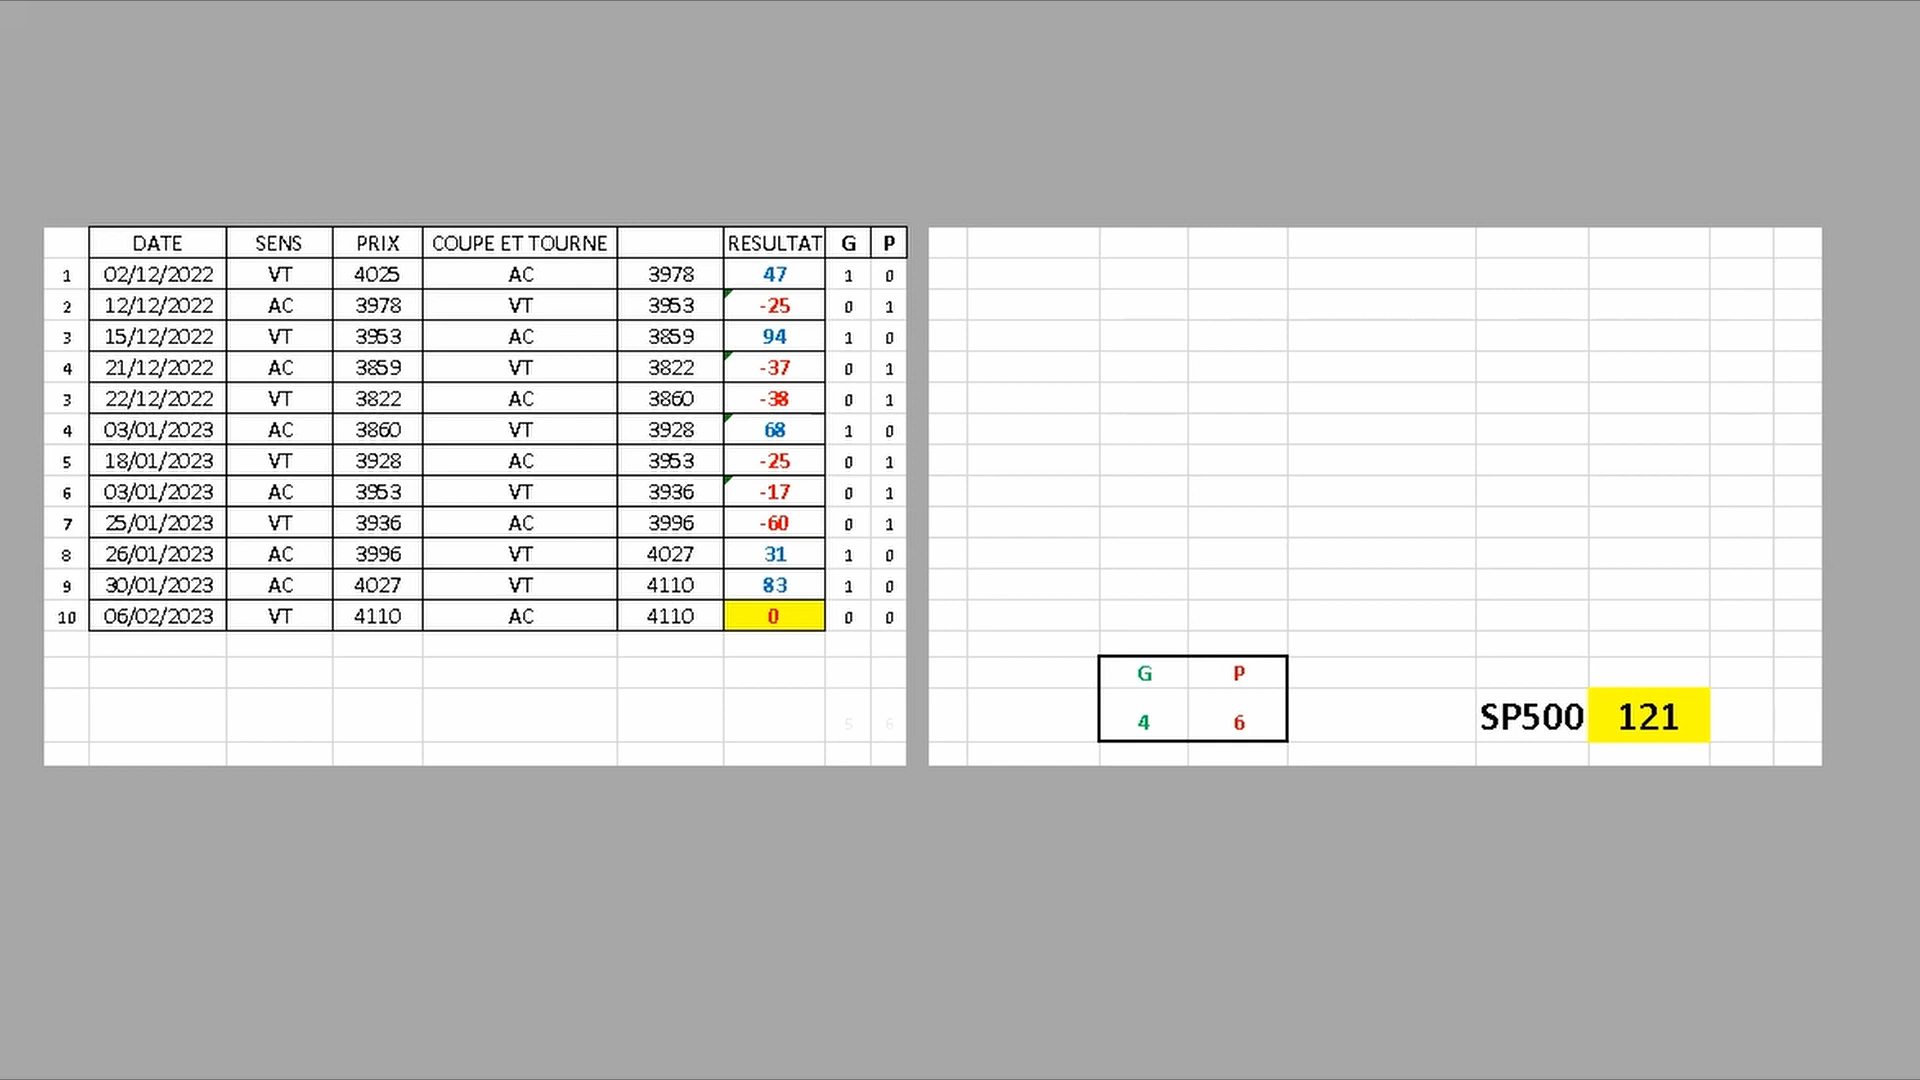 DATE SENS PRIX COUPE ET TOURNE RESULTAT G P
1 02/12/2022 VT 4025 AC 3978 47 1 0
2 12/12/2022 AC 3978 VT 3953 -25 0 1
3 15/12/2022 VT 3953 AC 3859 94 1 0
4 21/12/2022 AC 3859 VT 3822 -37 0 1
3 22/12/2022 VT 3822 AC 3860 -38 0 1
4 03/01/2023 AC 3860 VT 3928 68 1 0
5 18/01/2023 VT 3928 AC 3953 -25 0 1
6 03/01/2023 AC 3953 VT 3936 -17 0 1
7 25/01/2023 VT 3936 AC 3996 -60 0 1
8 26/01/2023 AC 3996 VT 4027 31 1 0
9 30/01/2023 AC 4027 VT 4110 83 1 0
10 06/02/2023 VT 4110 AC 4110 0 0 0
5 6
G P
4 6
SP500 121